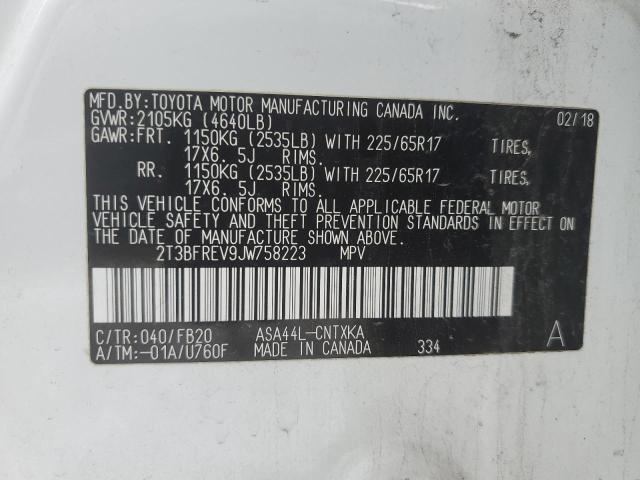 MFD.BY:TOYOTA MOTOR MANUFACTURING CANADA INC. 02/18
GVWR:2105KG (4640LB)
GAWR:FRT. 1150KG (2535LB) WITH 225/65R17 TIRES,
17X6. 5J RIMS.
RR. 1150KG (2535LB) WITH 225/65R17 TIRES,
17X6. 5J RIMS.
THIS VEHICLE CONFORMS TO ALL APPLICABLE FEDERAL MOTOR
VEHICLE SAFETY AND THEFT PREVENTION STANDARDS IN EFFECT ON
THE DATE OF MANUFACTURE SHOWN ABOVE.
2T3BFREV9JW758223 MPV
C/TR:040/FB20 ASA44L-CNTXKA
A/TM:-01A/U760F MADE IN CANADA 334 A